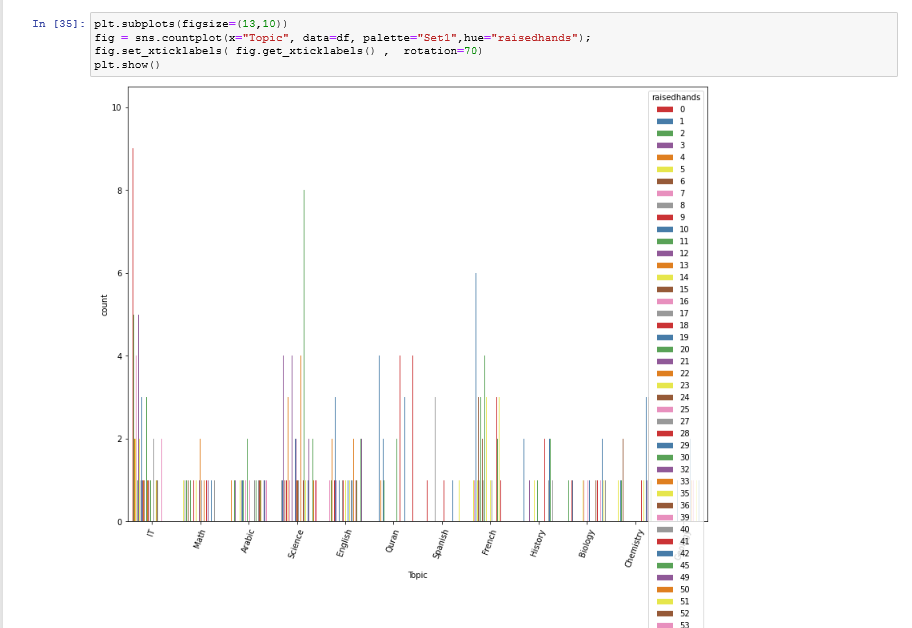 In [35]:
plt.subplots(figsize=(13,10))
fig = sns.countplot(x="Topic", data=df, palette="Set1",hue="raisedhands");
fig.set_xticklabels( fig.get_xticklabels() ,  rotation=70)
plt.show()
raisedhands
0
1
2
3
4
5
6
7
8
9
10
11
12
13
14
15
16
17
18
19
20
21
22
23
24
25
27
28
29
30
32
33
35
36
39
40
41
42
45
49
50
51
52
53
10
8
6
4
2
0
count
IT
Math
Arabic
Science
English
Quran
Spanish
French
History
Biology
Chemistry
Topic